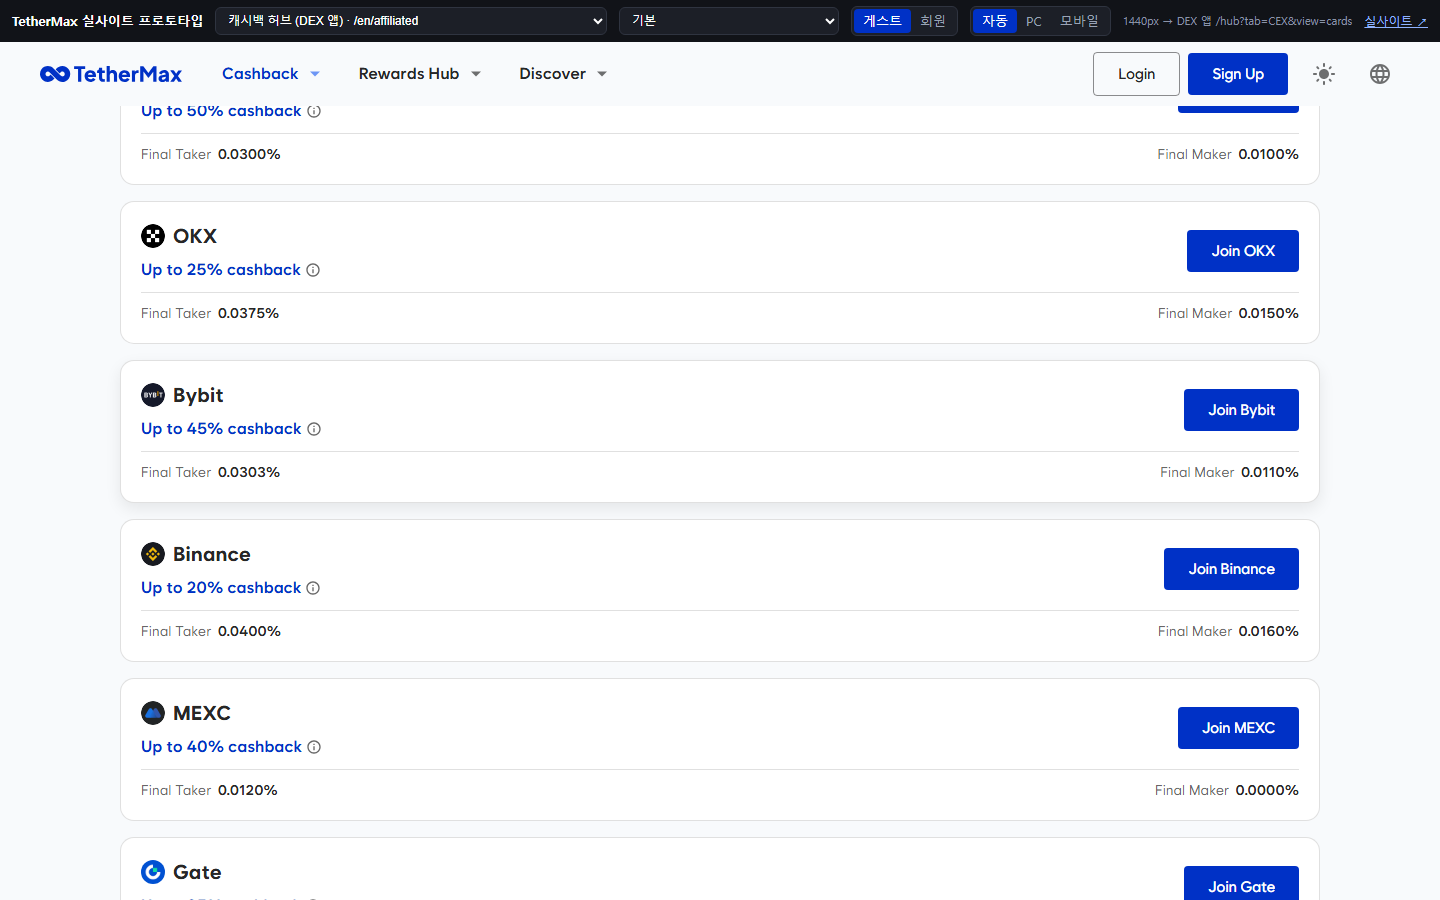 TetherMax 실사이트 프로토타입 캐시백 허브 (DEX 앱) · /en/affiliated 기본 게스트 회원 자동 PC 모바일 1440px → DEX 앱 /hub?tab=CEX&view=cards 실사이트 ↗
TetherMax Cashback Rewards Hub Discover Login Sign Up
Up to 50% cashback
Final Taker 0.0300% Final Maker 0.0100%
OKX
Up to 25% cashback
Join OKX
Final Taker 0.0375% Final Maker 0.0150%
BYBIT
Bybit
Up to 45% cashback
Join Bybit
Final Taker 0.0303% Final Maker 0.0110%
Binance
Up to 20% cashback
Join Binance
Final Taker 0.0400% Final Maker 0.0160%
MEXC
Up to 40% cashback
Join MEXC
Final Taker 0.0120% Final Maker 0.0000%
Gate
Join Gate